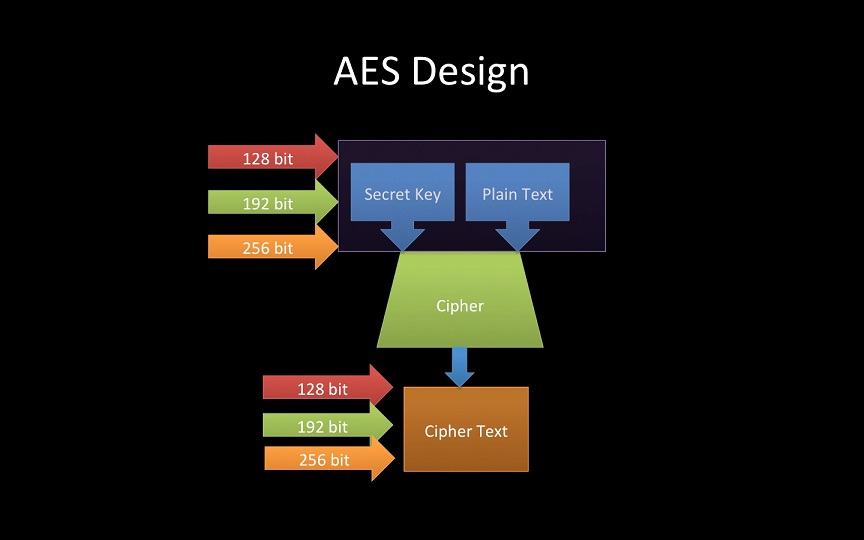 AES Design
128 bit
192 bit
256 bit
Secret Key
Plain Text
Cipher
128 bit
192 bit
256 bit
Cipher Text